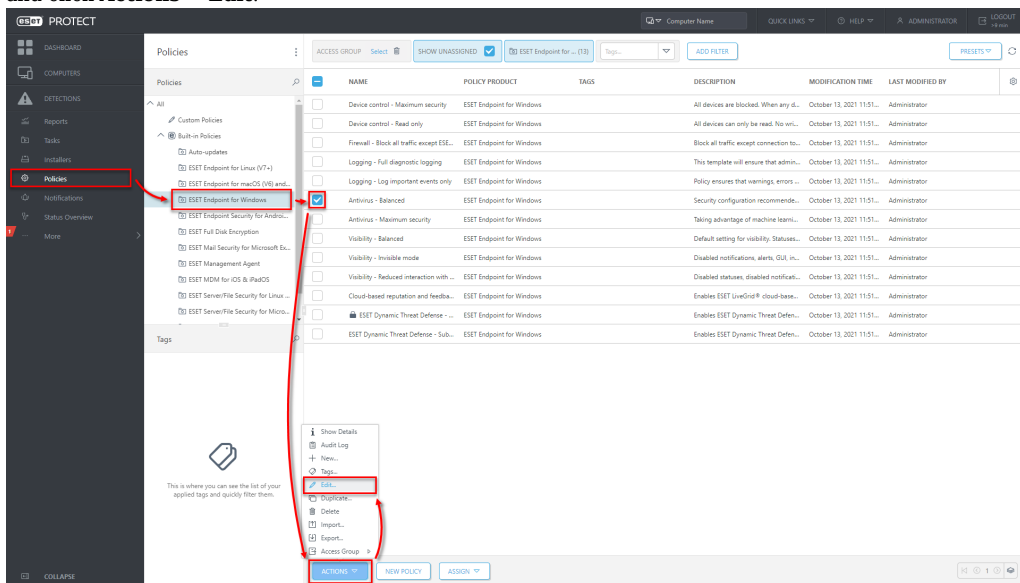 and click Actions → Edit.
eset PROTECT
Computer Name
QUICK LINKS
HELP
ADMINISTRATOR
LOGOUT
>9 min
DASHBOARD
COMPUTERS
DETECTIONS
Reports
Tasks
Installers
Policies
Notifications
Status Overview
More
COLLAPSE
Policies
ACCESS GROUP Select
SHOW UNASSIGNED
ESET Endpoint for ... (13)
Tags...
ADD FILTER
PRESETS
Policies
All
Custom Policies
Built-in Policies
Auto-updates
ESET Endpoint for Linux (V7+)
ESET Endpoint for macOS (V6) and...
ESET Endpoint for Windows
ESET Endpoint Security for Androi...
ESET Full Disk Encryption
ESET Mail Security for Microsoft Ex...
ESET Management Agent
ESET MDM for iOS & iPadOS
ESET Server/File Security for Linux ...
ESET Server/File Security for Micro...
Tags
This is where you can see the list of your
applied tags and quickly filter them.
NAME POLICY PRODUCT TAGS DESCRIPTION MODIFICATION TIME LAST MODIFIED BY
Device control - Maximum security ESET Endpoint for Windows All devices are blocked. When any d... October 13, 2021 11:51... Administrator
Device control - Read only ESET Endpoint for Windows All devices can only be read. No wri... October 13, 2021 11:51... Administrator
Firewall - Block all traffic except ESE... ESET Endpoint for Windows Block all traffic except connection to... October 13, 2021 11:51... Administrator
Logging - Full diagnostic logging ESET Endpoint for Windows This template will ensure that admin... October 13, 2021 11:51... Administrator
Logging - Log important events only ESET Endpoint for Windows Policy ensures that warnings, errors ... October 13, 2021 11:51... Administrator
Antivirus - Balanced ESET Endpoint for Windows Security configuration recommende... October 13, 2021 11:51... Administrator
Antivirus - Maximum security ESET Endpoint for Windows Taking advantage of machine learni... October 13, 2021 11:51... Administrator
Visibility - Balanced ESET Endpoint for Windows Default setting for visibility. Statuses... October 13, 2021 11:51... Administrator
Visibility - Invisible mode ESET Endpoint for Windows Disabled notifications, alerts, GUI, in... October 13, 2021 11:51... Administrator
Visibility - Reduced interaction with ... ESET Endpoint for Windows Disabled statuses, disabled notificati... October 13, 2021 11:51... Administrator
Cloud-based reputation and feedba... ESET Endpoint for Windows Enables ESET LiveGrid® cloud-base... October 13, 2021 11:51... Administrator
ESET Dynamic Threat Defense - ... ESET Endpoint for Windows Enables ESET Dynamic Threat Defen... October 13, 2021 11:51... Administrator
ESET Dynamic Threat Defense - Sub... ESET Endpoint for Windows Enables ESET Dynamic Threat Defen... October 13, 2021 11:51... Administrator
Show Details
Audit Log
New...
Tags...
Edit...
Duplicate...
Delete
Import...
Export...
Access Group
ACTIONS
NEW POLICY
ASSIGN
1